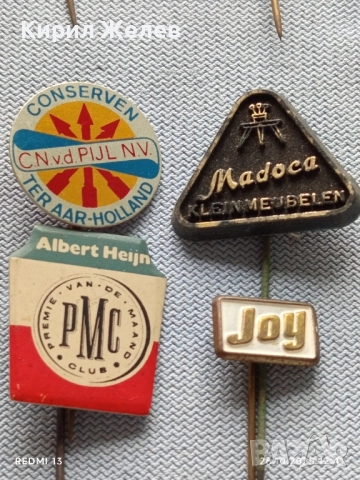 Кирил Желев
CONSERVEN
C.N.v.d. PIJL N.V.
TER AAR-HOLLAND
Madoca
KLEINMEUBELEN
Albert Heijn
PREMIE · VAN · DE · MAAND
PMC
CLUB
Joy
REDMI 13